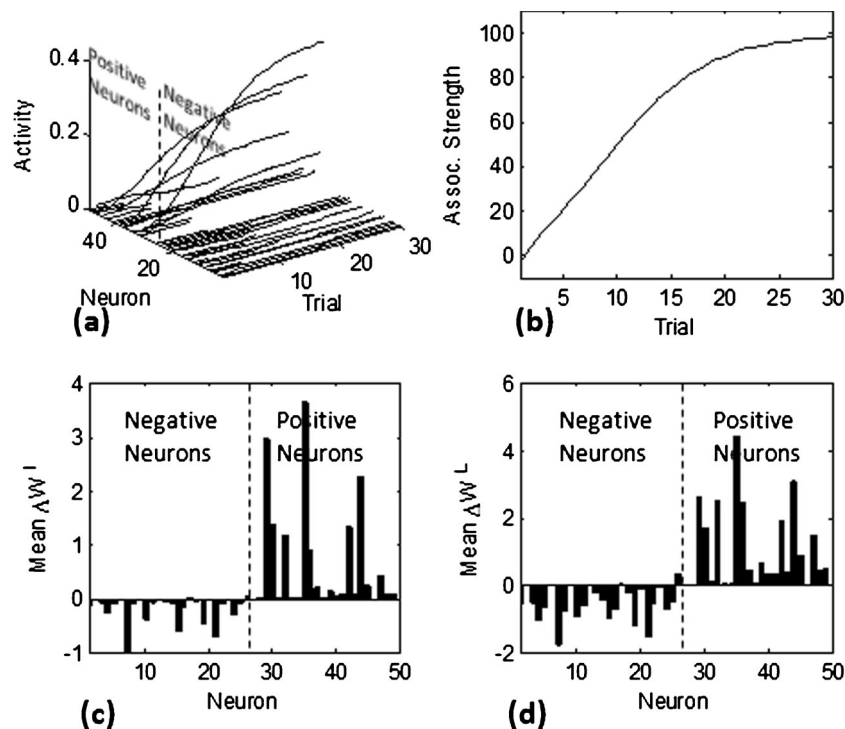 0.4
0.2
0
Activity
Positive
Neurons
Negative
Neurons
40
20
Neuron
10
20
30
Trial
(a)
100
80
60
40
20
0
Assoc. Strength
5 10 15 20 25 30
Trial
(b)
4
3
2
1
0
-1
Mean ΔW I
Negative Positive
Neurons Neurons
10 20 30 40 50
Neuron
(c)
6
4
2
0
-2
Mean ΔW L
Negative Positive
Neurons Neurons
10 20 30 40 50
Neuron
(d)